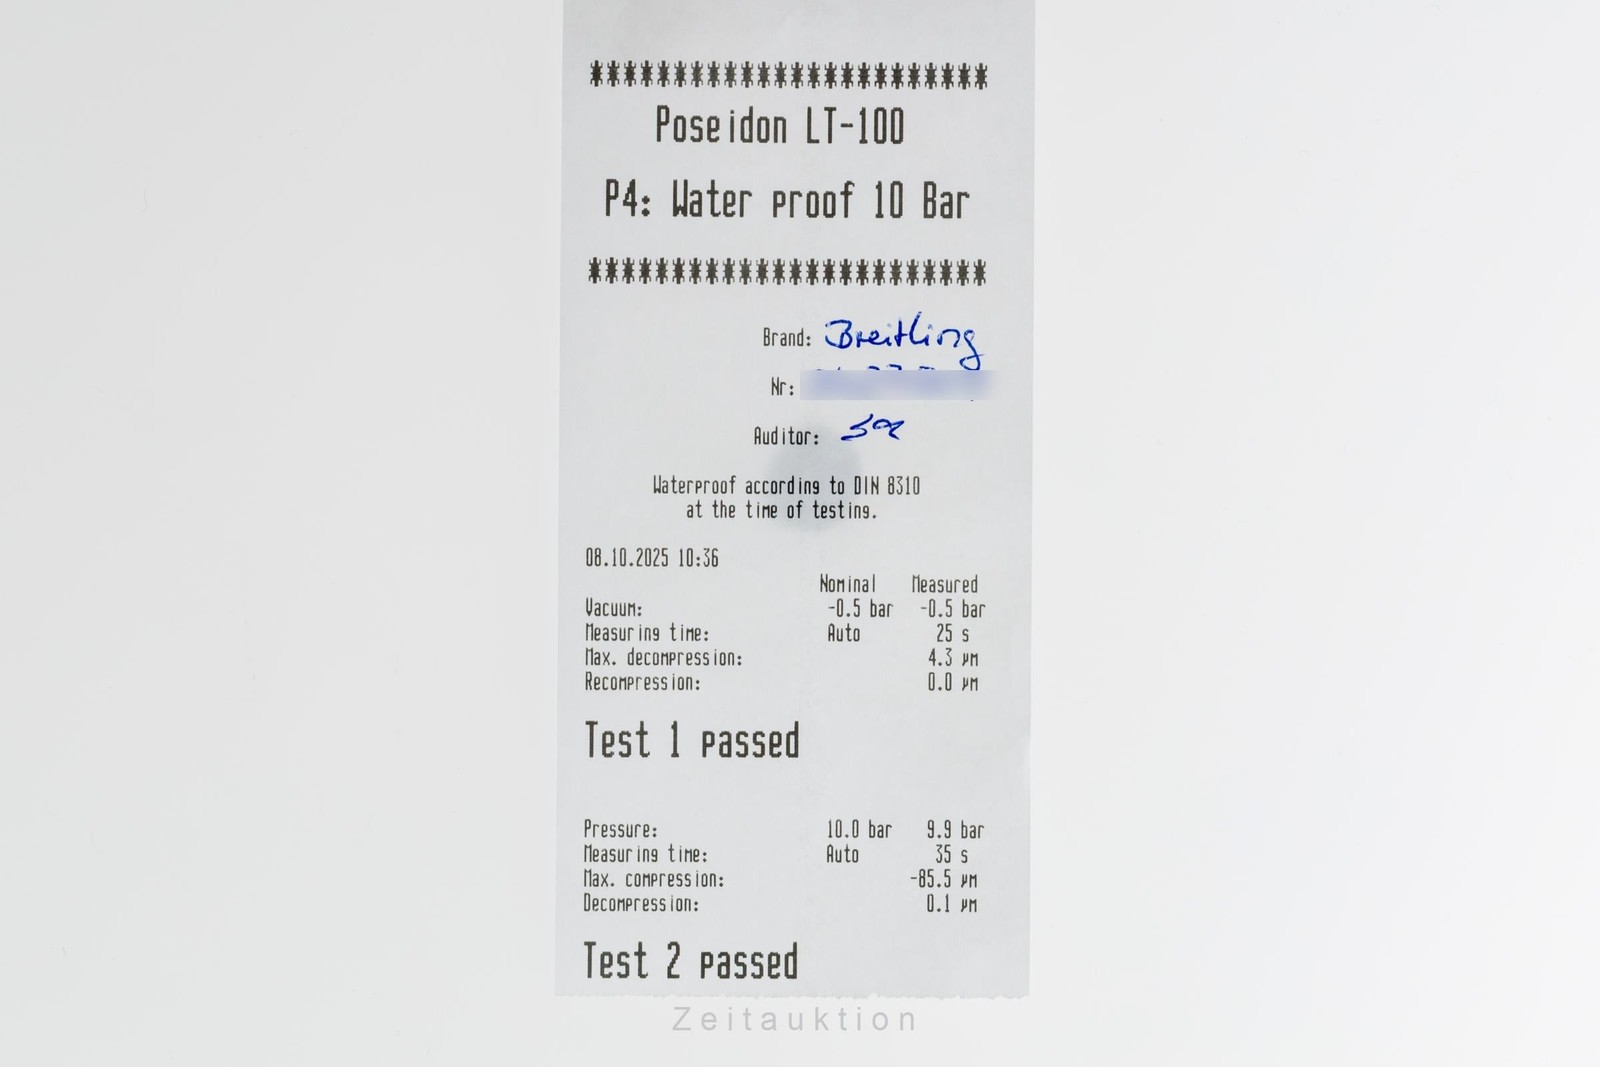 ************************
Poseidon LT-100
P4: Water proof 10 Bar
************************
Brand: Breitling
Nr:
Auditor:
Waterproof according to DIN 8310
at the time of testing.
08.10.2025 10:36
Nominal Measured
Vacuum: -0.5 bar -0.5 bar
Measuring time: Auto 25 s
Max. decompression: 4.3 µm
Recompression: 0.0 µm
Test 1 passed
Pressure: 10.0 bar 9.9 bar
Measuring time: Auto 35 s
Max. compression: -85.5 µm
Decompression: 0.1 µm
Test 2 passed
Zeitauktion